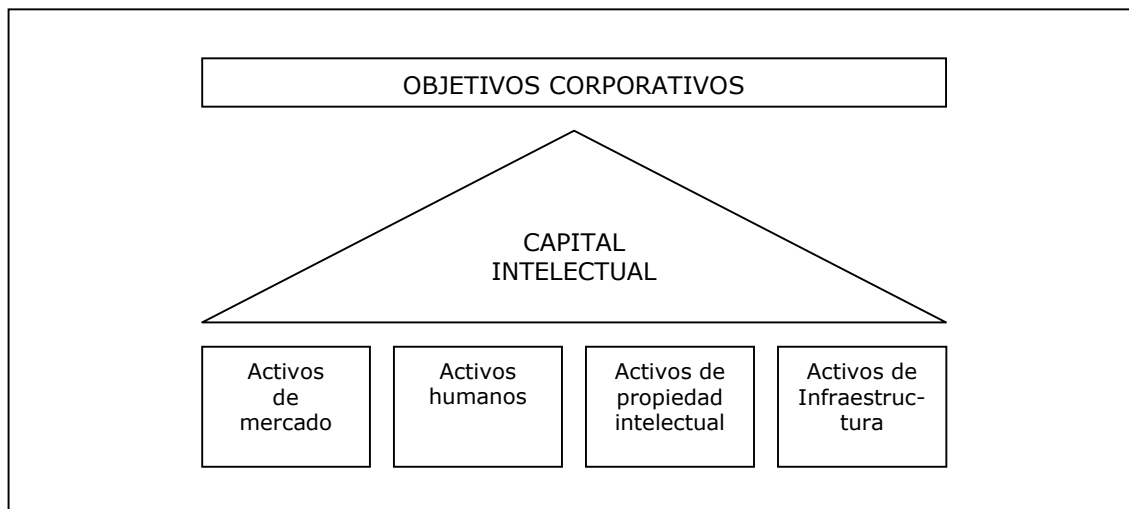 OBJETIVOS CORPORATIVOS
CAPITAL
INTELECTUAL
Activos
de
mercado
Activos
humanos
Activos de
propiedad
intelectual
Activos de
Infraestruc-
tura